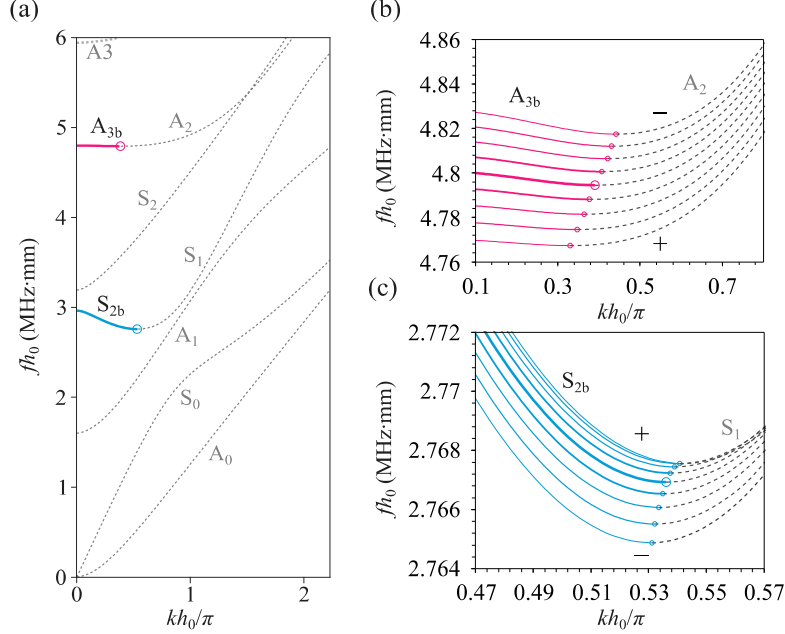 (a)
6
5
4
3
2
1
0
0
1
2
fh₀ (MHz·mm)
kh₀/π
A3
A₃b
A₂
S₂
S₁
S₂b
A₁
S₀
A₀
(b)
4.86
4.84
4.82
4.8
4.78
4.76
0.1
0.3
0.5
0.7
fh₀ (MHz·mm)
kh₀/π
A₃b
A₂
−
+
(c)
2.772
2.77
2.768
2.766
2.764
0.47
0.49
0.51
0.53
0.55
0.57
fh₀ (MHz·mm)
kh₀/π
S₂b
S₁
+
−